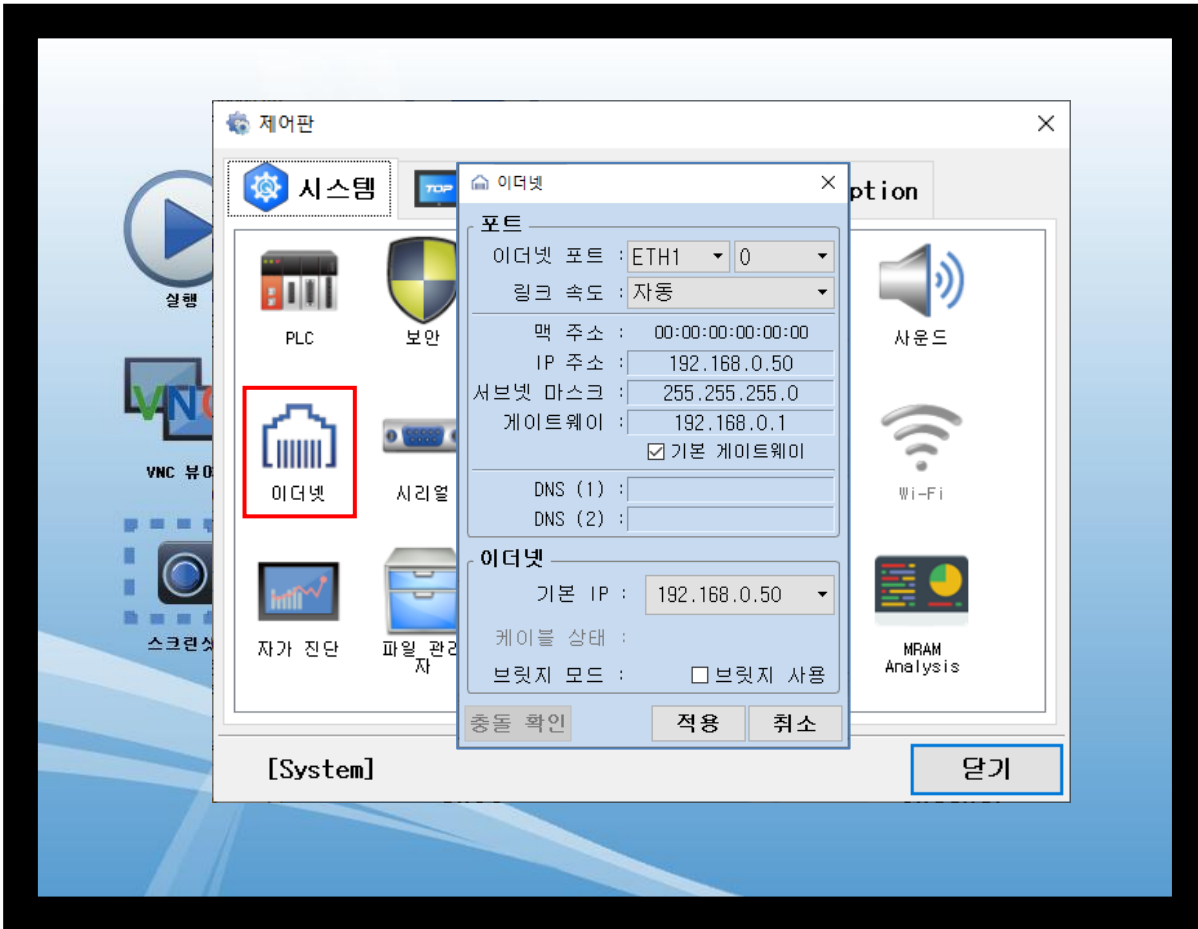 제어판
시스템
TOP
이더넷
ption
포트
이더넷 포트 : ETH1 0
링크 속도 : 자동
맥 주소 : 00:00:00:00:00:00
IP 주소 : 192.168.0.50
서브넷 마스크 : 255.255.255.0
게이트웨이 : 192.168.0.1
기본 게이트웨이
DNS (1) :
DNS (2) :
이더넷
기본 IP : 192.168.0.50
케이블 상태 :
브릿지 모드 : 브릿지 사용
충돌 확인 적용 취소
실행
VNC
VNC 뷰
스크린샷
PLC
보안
사운드
이더넷
시리얼
Wi-Fi
자가 진단
파일 관리
자
MRAM
Analysis
[System]
닫기